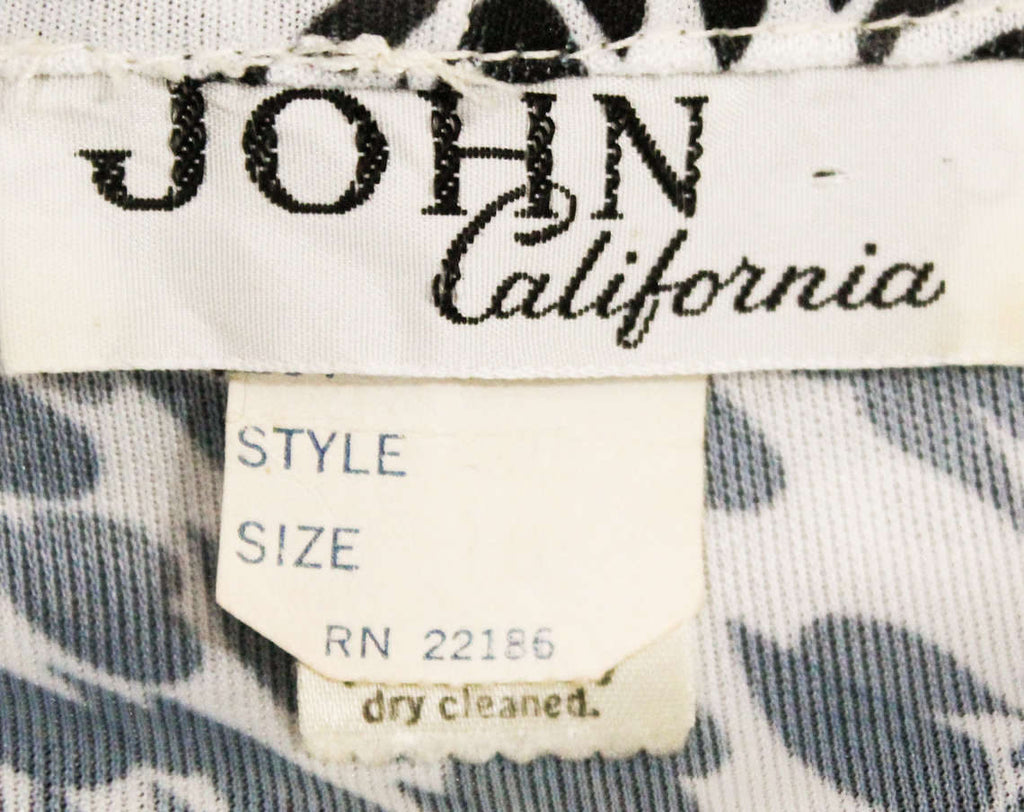 JOHN
California
STYLE
SIZE
RN 22186
dry cleaned.